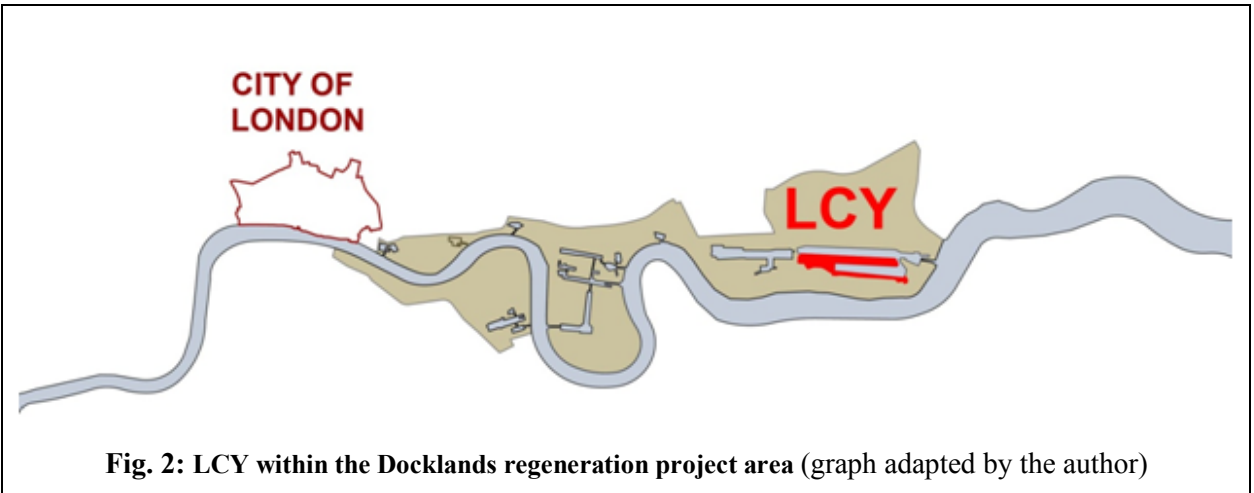 CITY OF
LONDON
LCY
Fig. 2: LCY within the Docklands regeneration project area (graph adapted by the author)